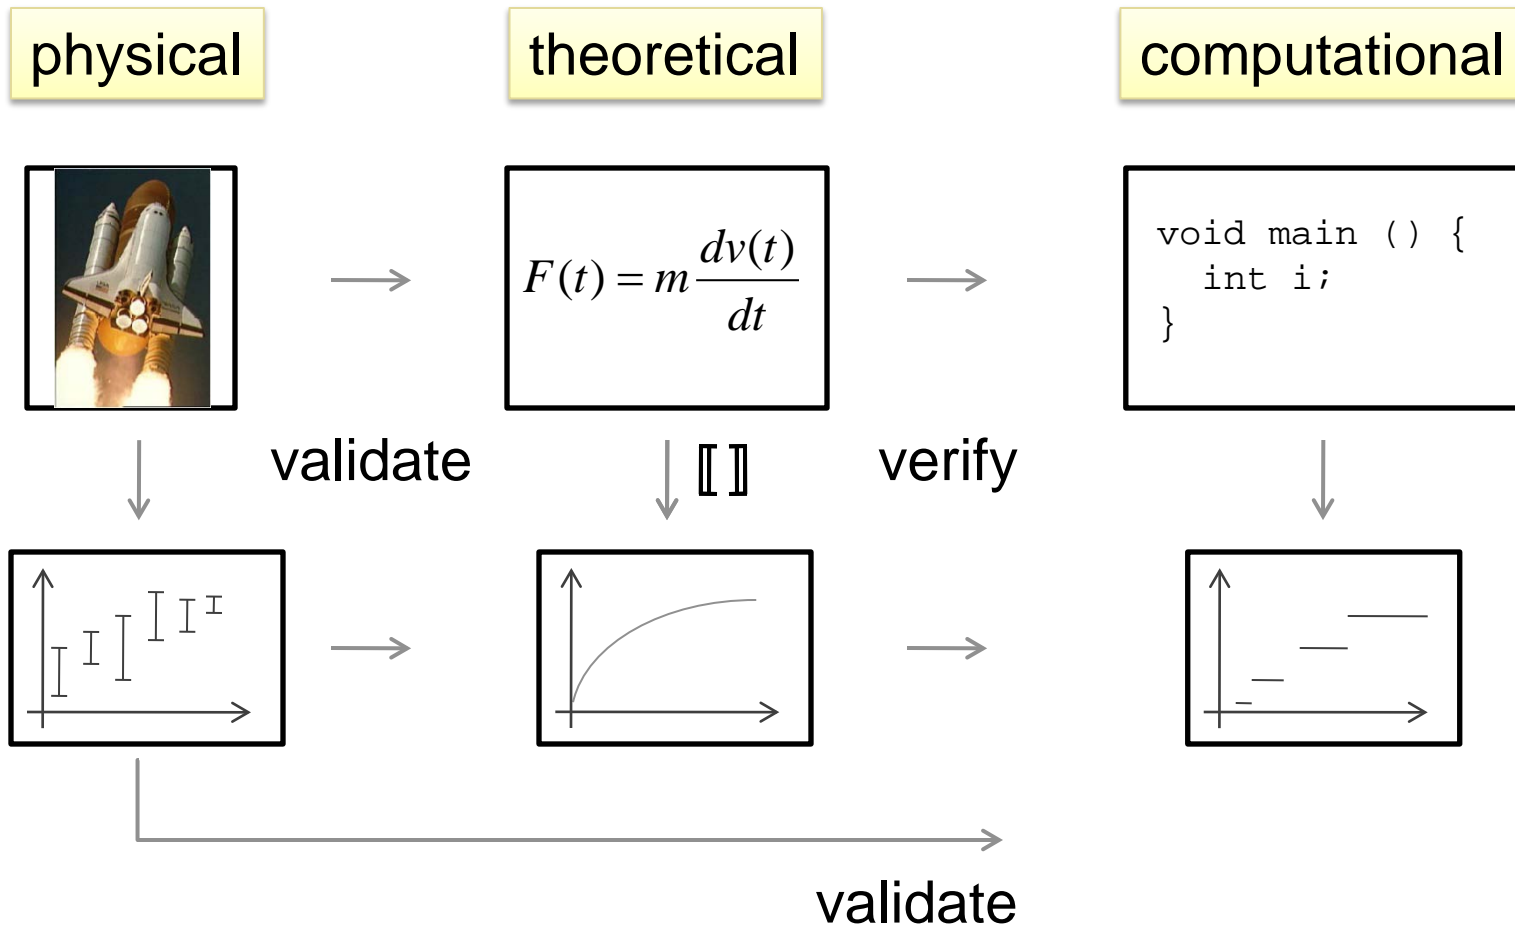 physical
theoretical
computational
F(t) = m dv(t)/dt
void main () {
int i;
}
validate
⟦ ⟧
verify
validate